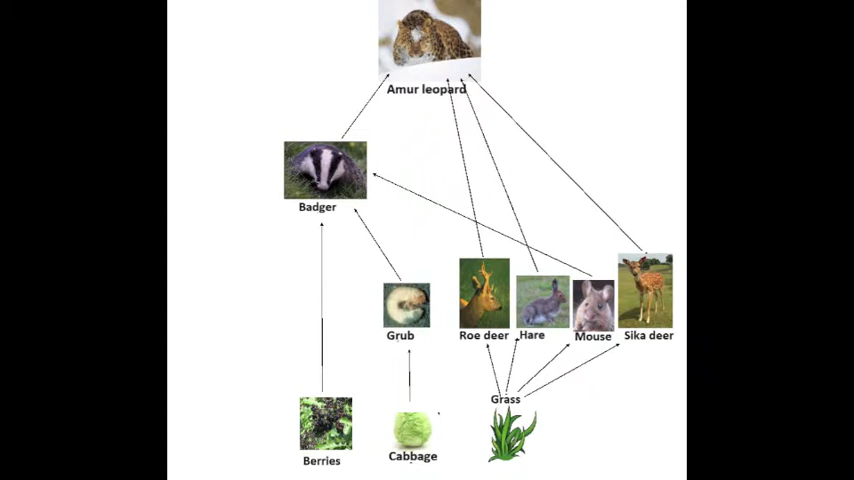 Amur leopard
Badger
Grub
Roe deer
Hare
Mouse
Sika deer
Grass
Berries
Cabbage